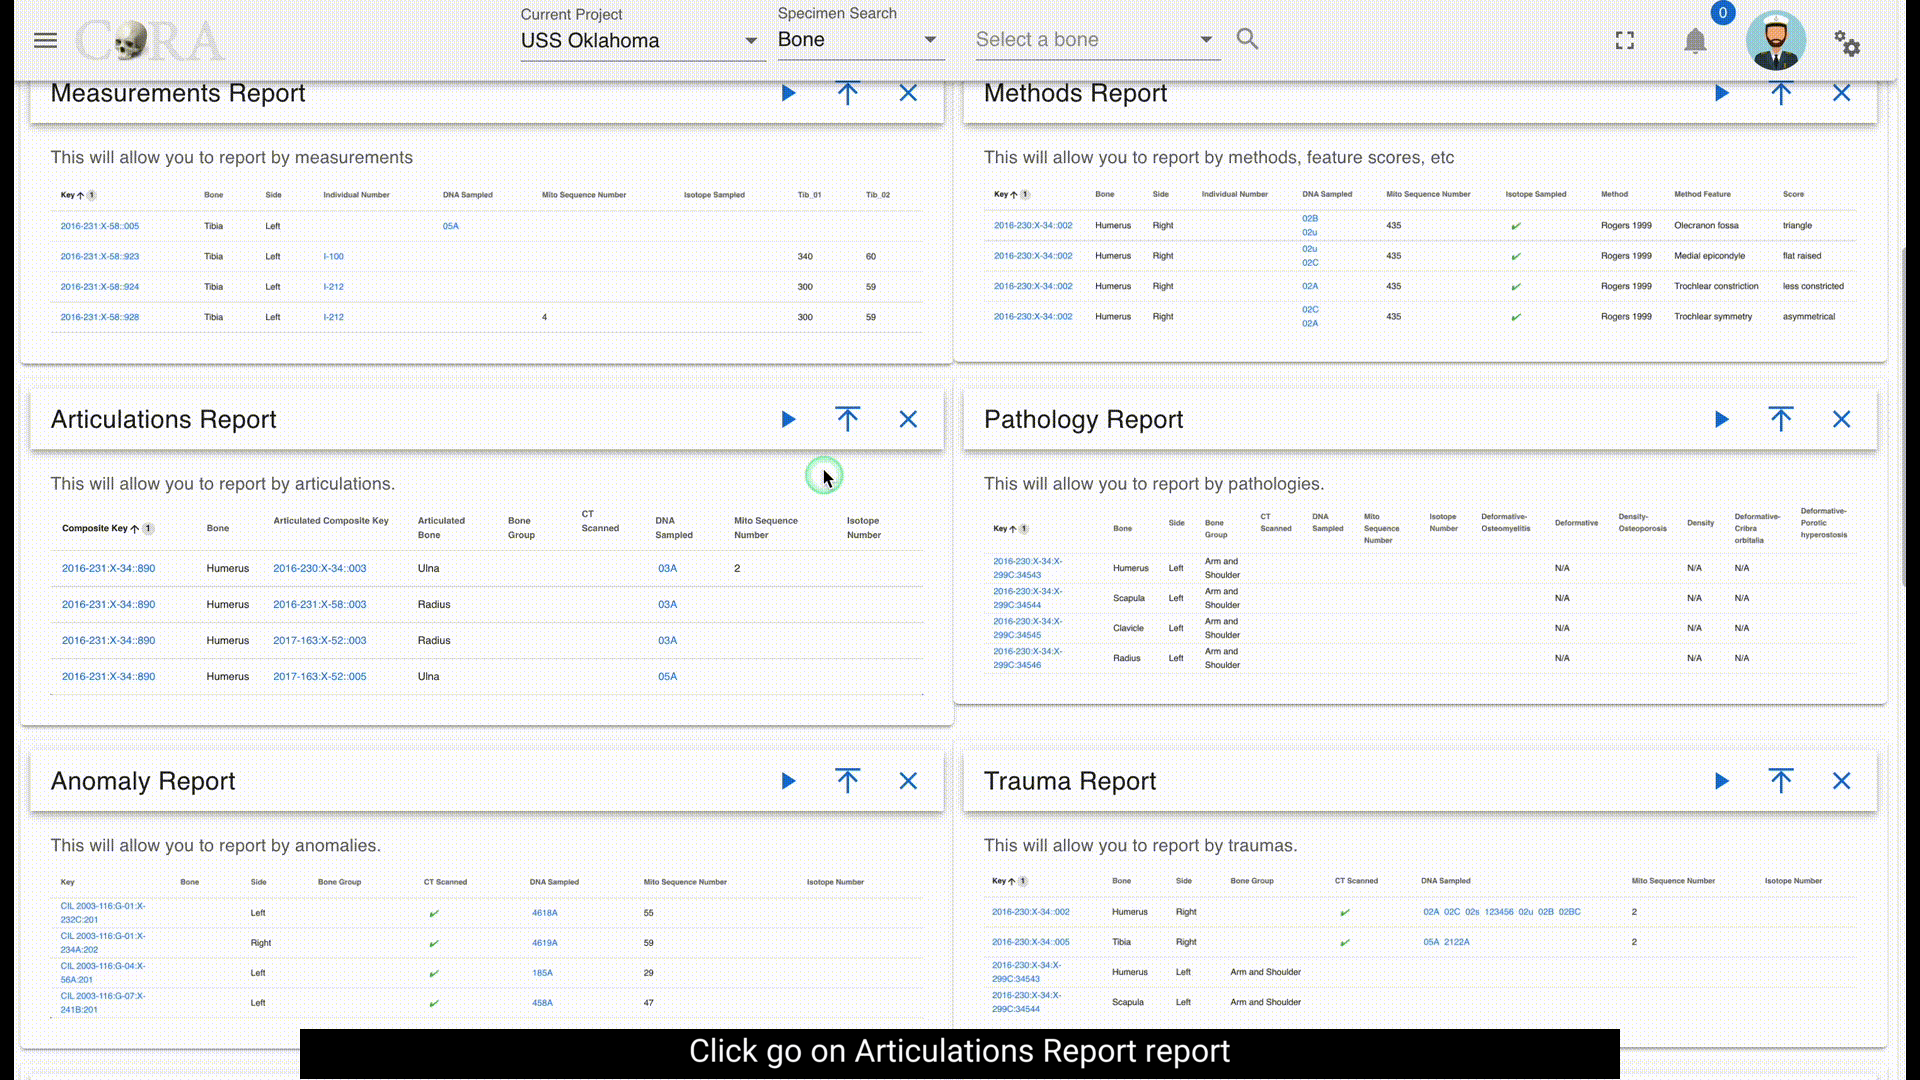 Current Project
Specimen Search
0
CORA
USS Oklahoma
Bone
Select a bone
Measurements Report
This will allow you to report by measurements
Key 1 Bone Side Individual Number DNA Sampled Mito Sequence Number Isotope Sampled Tib_01 Tib_02
2016-231:X-58::005 Tibia Left 05A
2016-231:X-58::923 Tibia Left I-100 340 60
2016-231:X-58::924 Tibia Left I-212 300 59
2016-231:X-58::928 Tibia Left I-212 4 300 59
Methods Report
This will allow you to report by methods, feature scores, etc
Key 1 Bone Side Individual Number DNA Sampled Mito Sequence Number Isotope Sampled Method Method Feature Score
2016-230:X-34::002 Humerus Right 02B 02u 435 ✓ Rogers 1999 Olecranon fossa triangle
2016-230:X-34::002 Humerus Right 02u 02C 435 ✓ Rogers 1999 Medial epicondyle flat raised
2016-230:X-34::002 Humerus Right 02A 435 ✓ Rogers 1999 Trochlear constriction less constricted
2016-230:X-34::002 Humerus Right 02C 02A 435 ✓ Rogers 1999 Trochlear symmetry asymmetrical
Articulations Report
This will allow you to report by articulations.
Composite Key 1 Bone Articulated Composite Key Articulated Bone Bone Group CT Scanned DNA Sampled Mito Sequence Number Isotope Number
2016-231:X-34::890 Humerus 2016-230:X-34::003 Ulna 03A 2
2016-231:X-34::890 Humerus 2016-231:X-58::003 Radius 03A
2016-231:X-34::890 Humerus 2017-163:X-52::003 Radius 03A
2016-231:X-34::890 Humerus 2017-163:X-52::005 Ulna 05A
Pathology Report
This will allow you to report by pathologies.
Key 1 Bone Side Bone Group CT Scanned DNA Sampled Mito Sequence Number Isotope Number Deformative-Osteomyelitis Deformative Density-Osteoporosis Density Deformative-Cribra orbitalia Deformative-Porotic hyperostosis
2016-230:X-34:X-299C:34543 Humerus Left Arm and Shoulder N/A N/A N/A
2016-230:X-34:X-299C:34544 Scapula Left Arm and Shoulder N/A N/A N/A
2016-230:X-34:X-299C:34545 Clavicle Left Arm and Shoulder N/A N/A N/A
2016-230:X-34:X-299C:34546 Radius Left Arm and Shoulder N/A N/A N/A
Anomaly Report
This will allow you to report by anomalies.
Key Bone Side Bone Group CT Scanned DNA Sampled Mito Sequence Number Isotope Number
CIL 2003-116:G-01:X-232C:201 Left ✓ 4618A 55
CIL 2003-116:G-01:X-234A:202 Right ✓ 4619A 59
CIL 2003-116:G-04:X-56A:201 Left ✓ 185A 29
CIL 2003-116:G-07:X-241B:201 Left ✓ 458A 47
Trauma Report
This will allow you to report by traumas.
Key 1 Bone Side Bone Group CT Scanned DNA Sampled Mito Sequence Number Isotope Number
2016-230:X-34::002 Humerus Right ✓ 02A 02C 02s 123456 02u 02B 02BC 2
2016-230:X-34::005 Tibia Right ✓ 05A 2122A 2
2016-230:X-34:X-299C:34543 Humerus Left Arm and Shoulder
2016-230:X-34:X-299C:34544 Scapula Left Arm and Shoulder
Click go on Articulations Report report